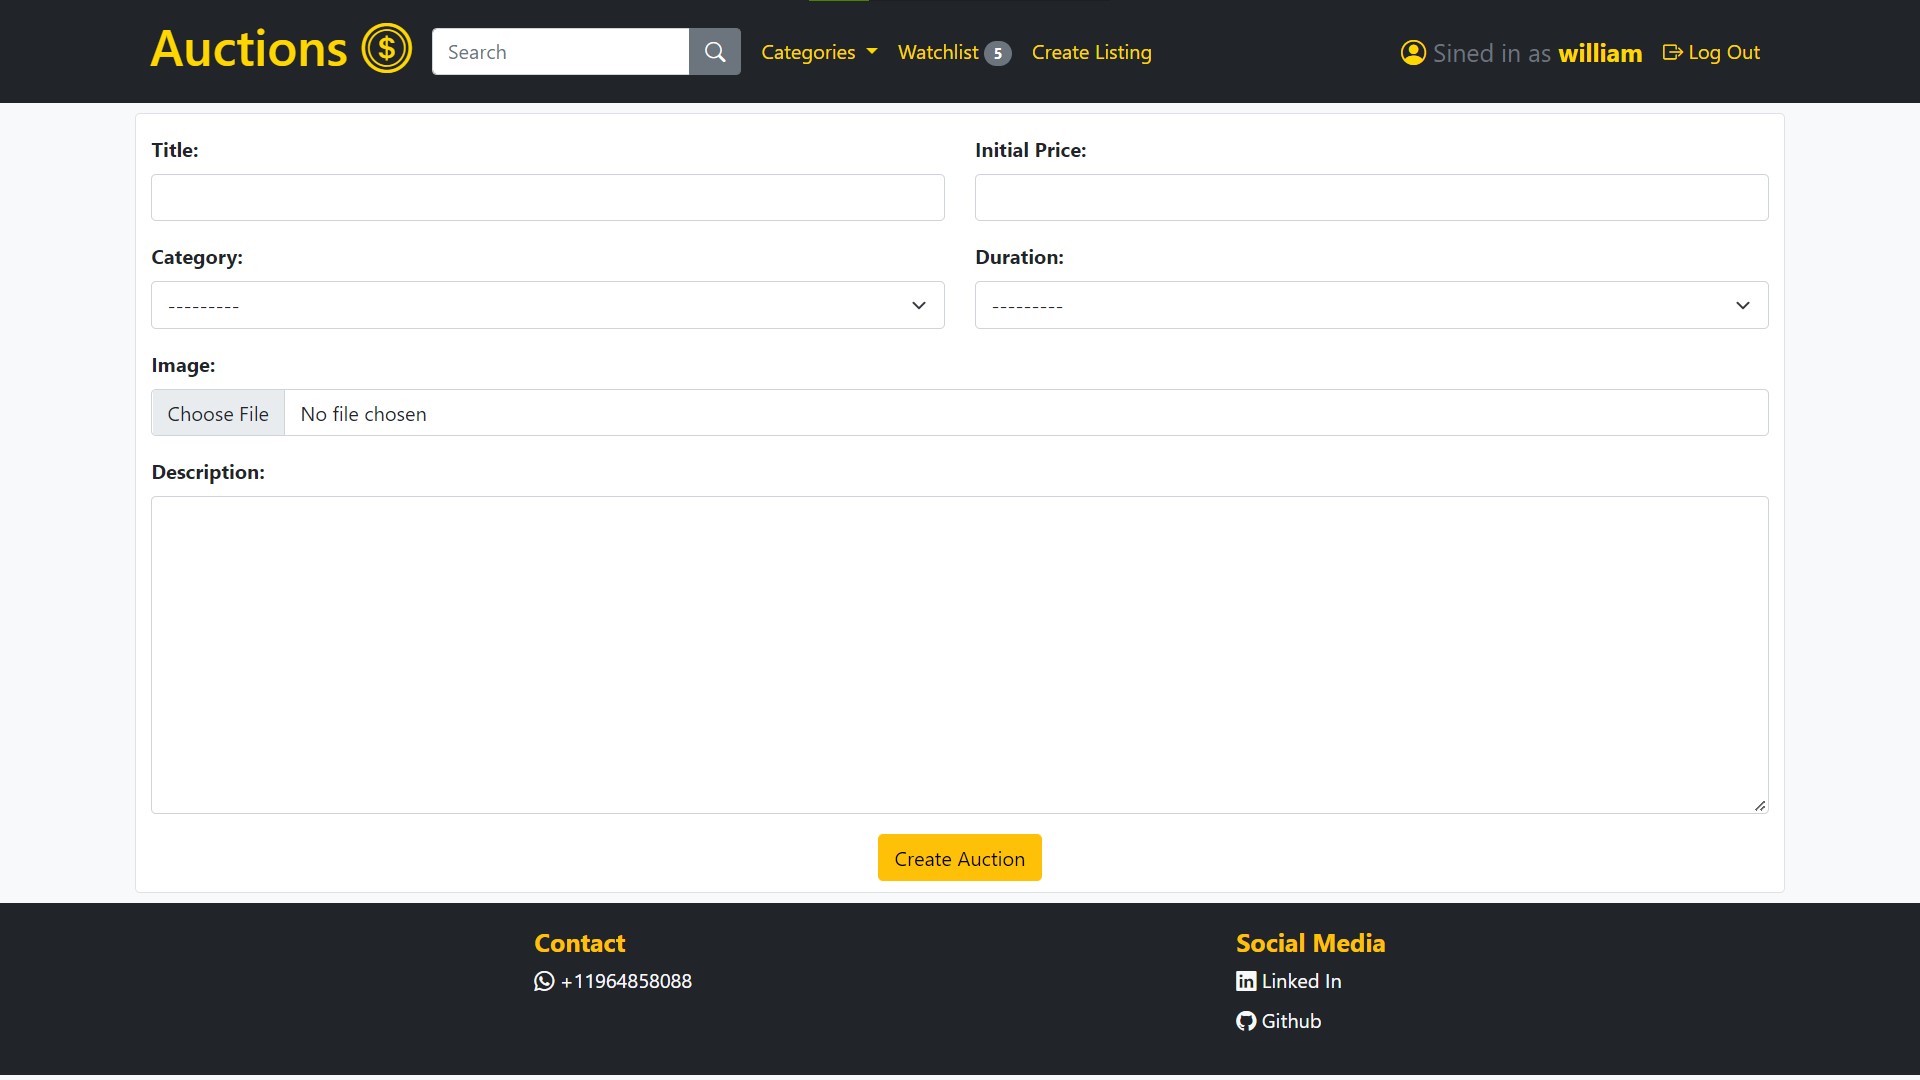 Auctions $ Search Categories Watchlist 5 Create Listing Sined in as william Log Out
Title: Initial Price:
Category: Duration:
--------- ---------
Image:
Choose File No file chosen
Description:
Create Auction
Contact Social Media
+11964858088 in Linked In
Github